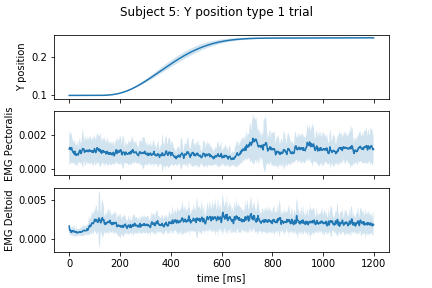 Subject 5: Y position type 1 trial
Y position
0.2
0.1
EMG Pectoralis
0.002
0.000
EMG Deltoid
0.005
0.000
0 200 400 600 800 1000 1200
time [ms]